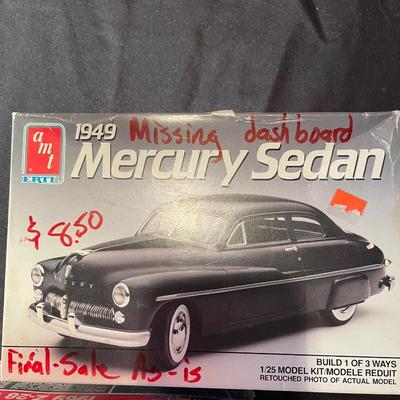 1949 Missing dashboard
amt
ERTL
Mercury Sedan
$8.50
MERCURY
Final-Sale As-is
BUILD 1 OF 3 WAYS
1/25 MODEL KIT/MODELE REDUIT
RETOUCHED PHOTO OF ACTUAL MODEL